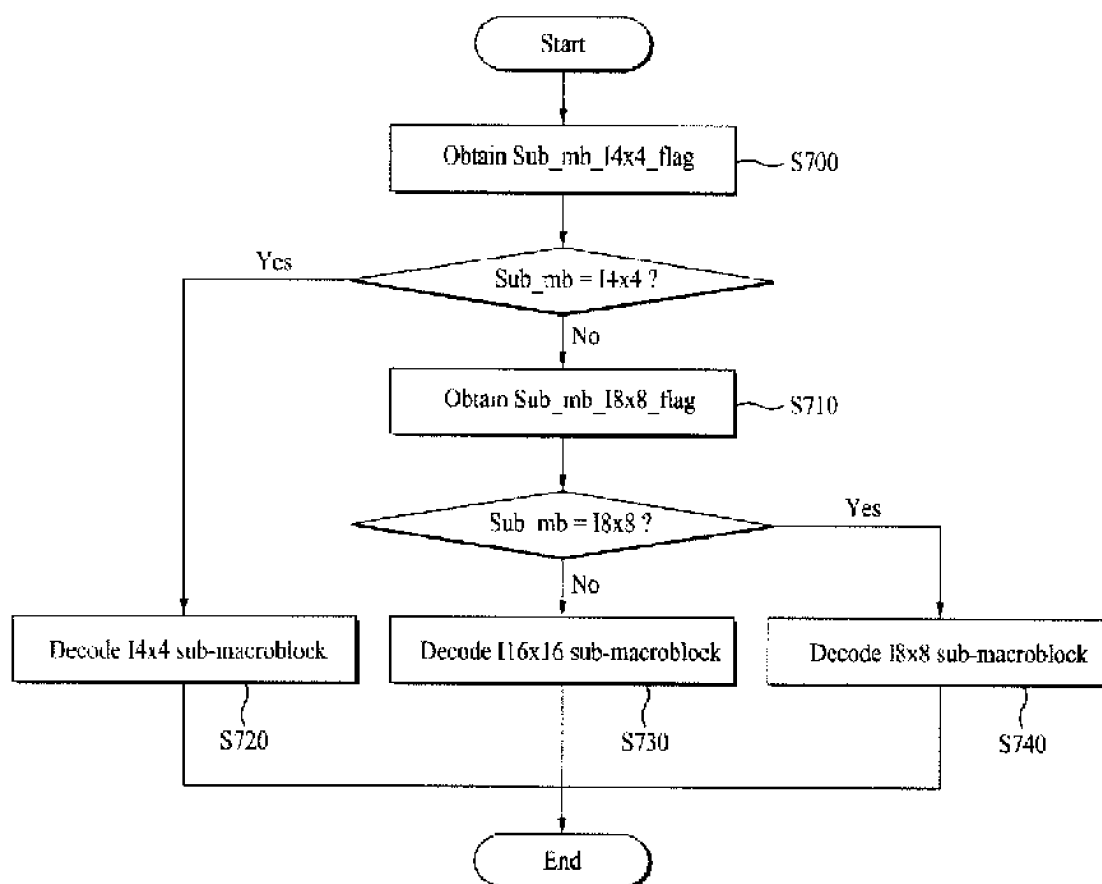 Start
Obtain Sub_mb_I4x4_flag
S700
Yes
Sub_mb = I4x4 ?
No
Obtain Sub_mb_I8x8_flag
S710
Sub_mb = I8x8 ?
Yes
No
Decode I4x4 sub-macroblock
Decode I16x16 sub-macroblock
Decode I8x8 sub-macroblock
S720
S730
S740
End